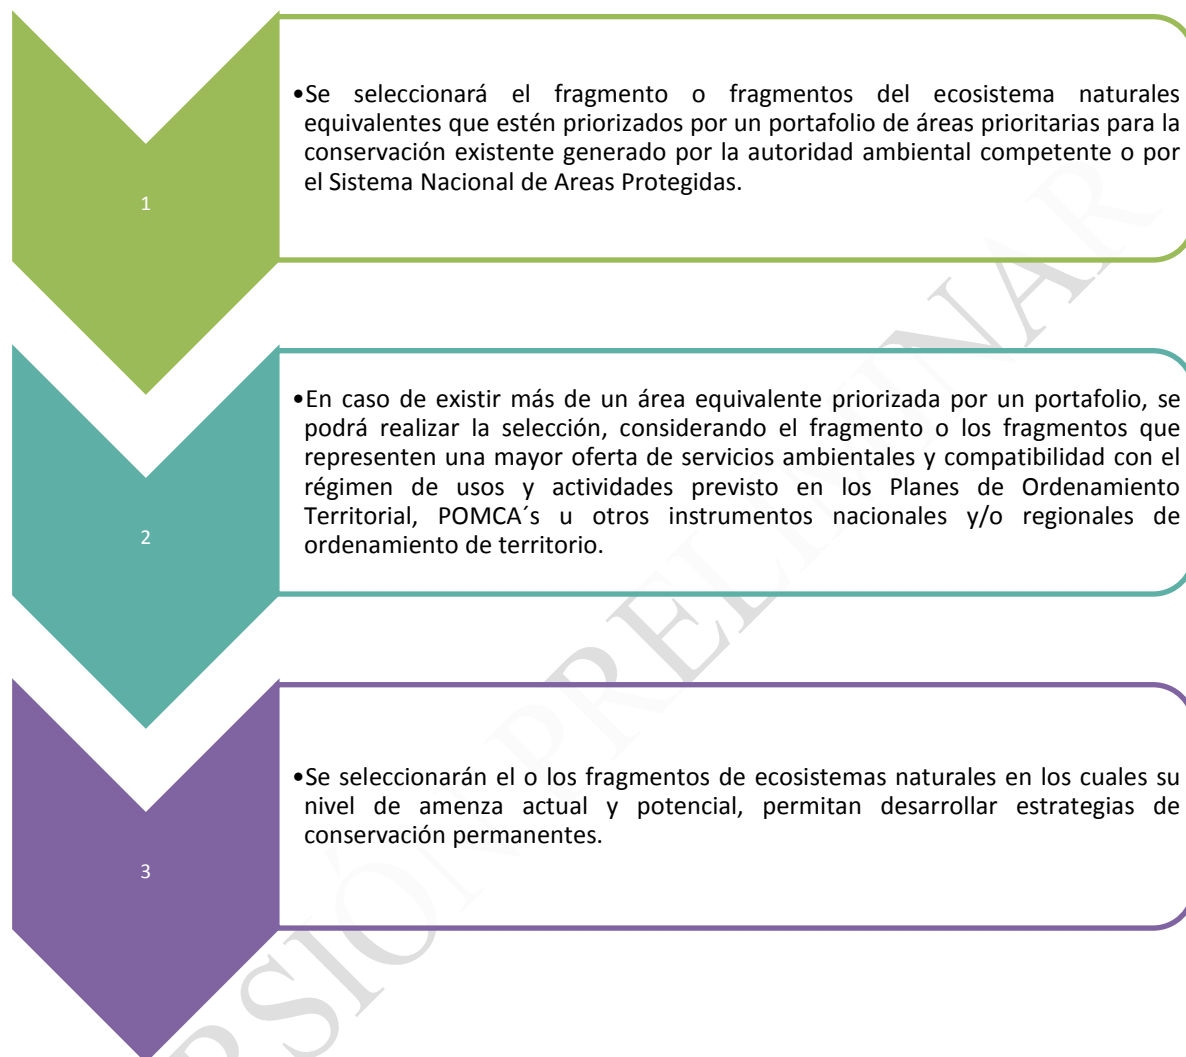 1
•Se seleccionará el fragmento o fragmentos del ecosistema naturales
equivalentes que estén priorizados por un portafolio de áreas prioritarias para la
conservación existente generado por la autoridad ambiental competente o por
el Sistema Nacional de Areas Protegidas.
2
•En caso de existir más de un área equivalente priorizada por un portafolio, se
podrá realizar la selección, considerando el fragmento o los fragmentos que
representen una mayor oferta de servicios ambientales y compatibilidad con el
régimen de usos y actividades previsto en los Planes de Ordenamiento
Territorial, POMCA´s u otros instrumentos nacionales y/o regionales de
ordenamiento de territorio.
3
•Se seleccionarán el o los fragmentos de ecosistemas naturales en los cuales su
nivel de amenza actual y potencial, permitan desarrollar estrategias de
conservación permanentes.
RSIÓN PRELIMINAR